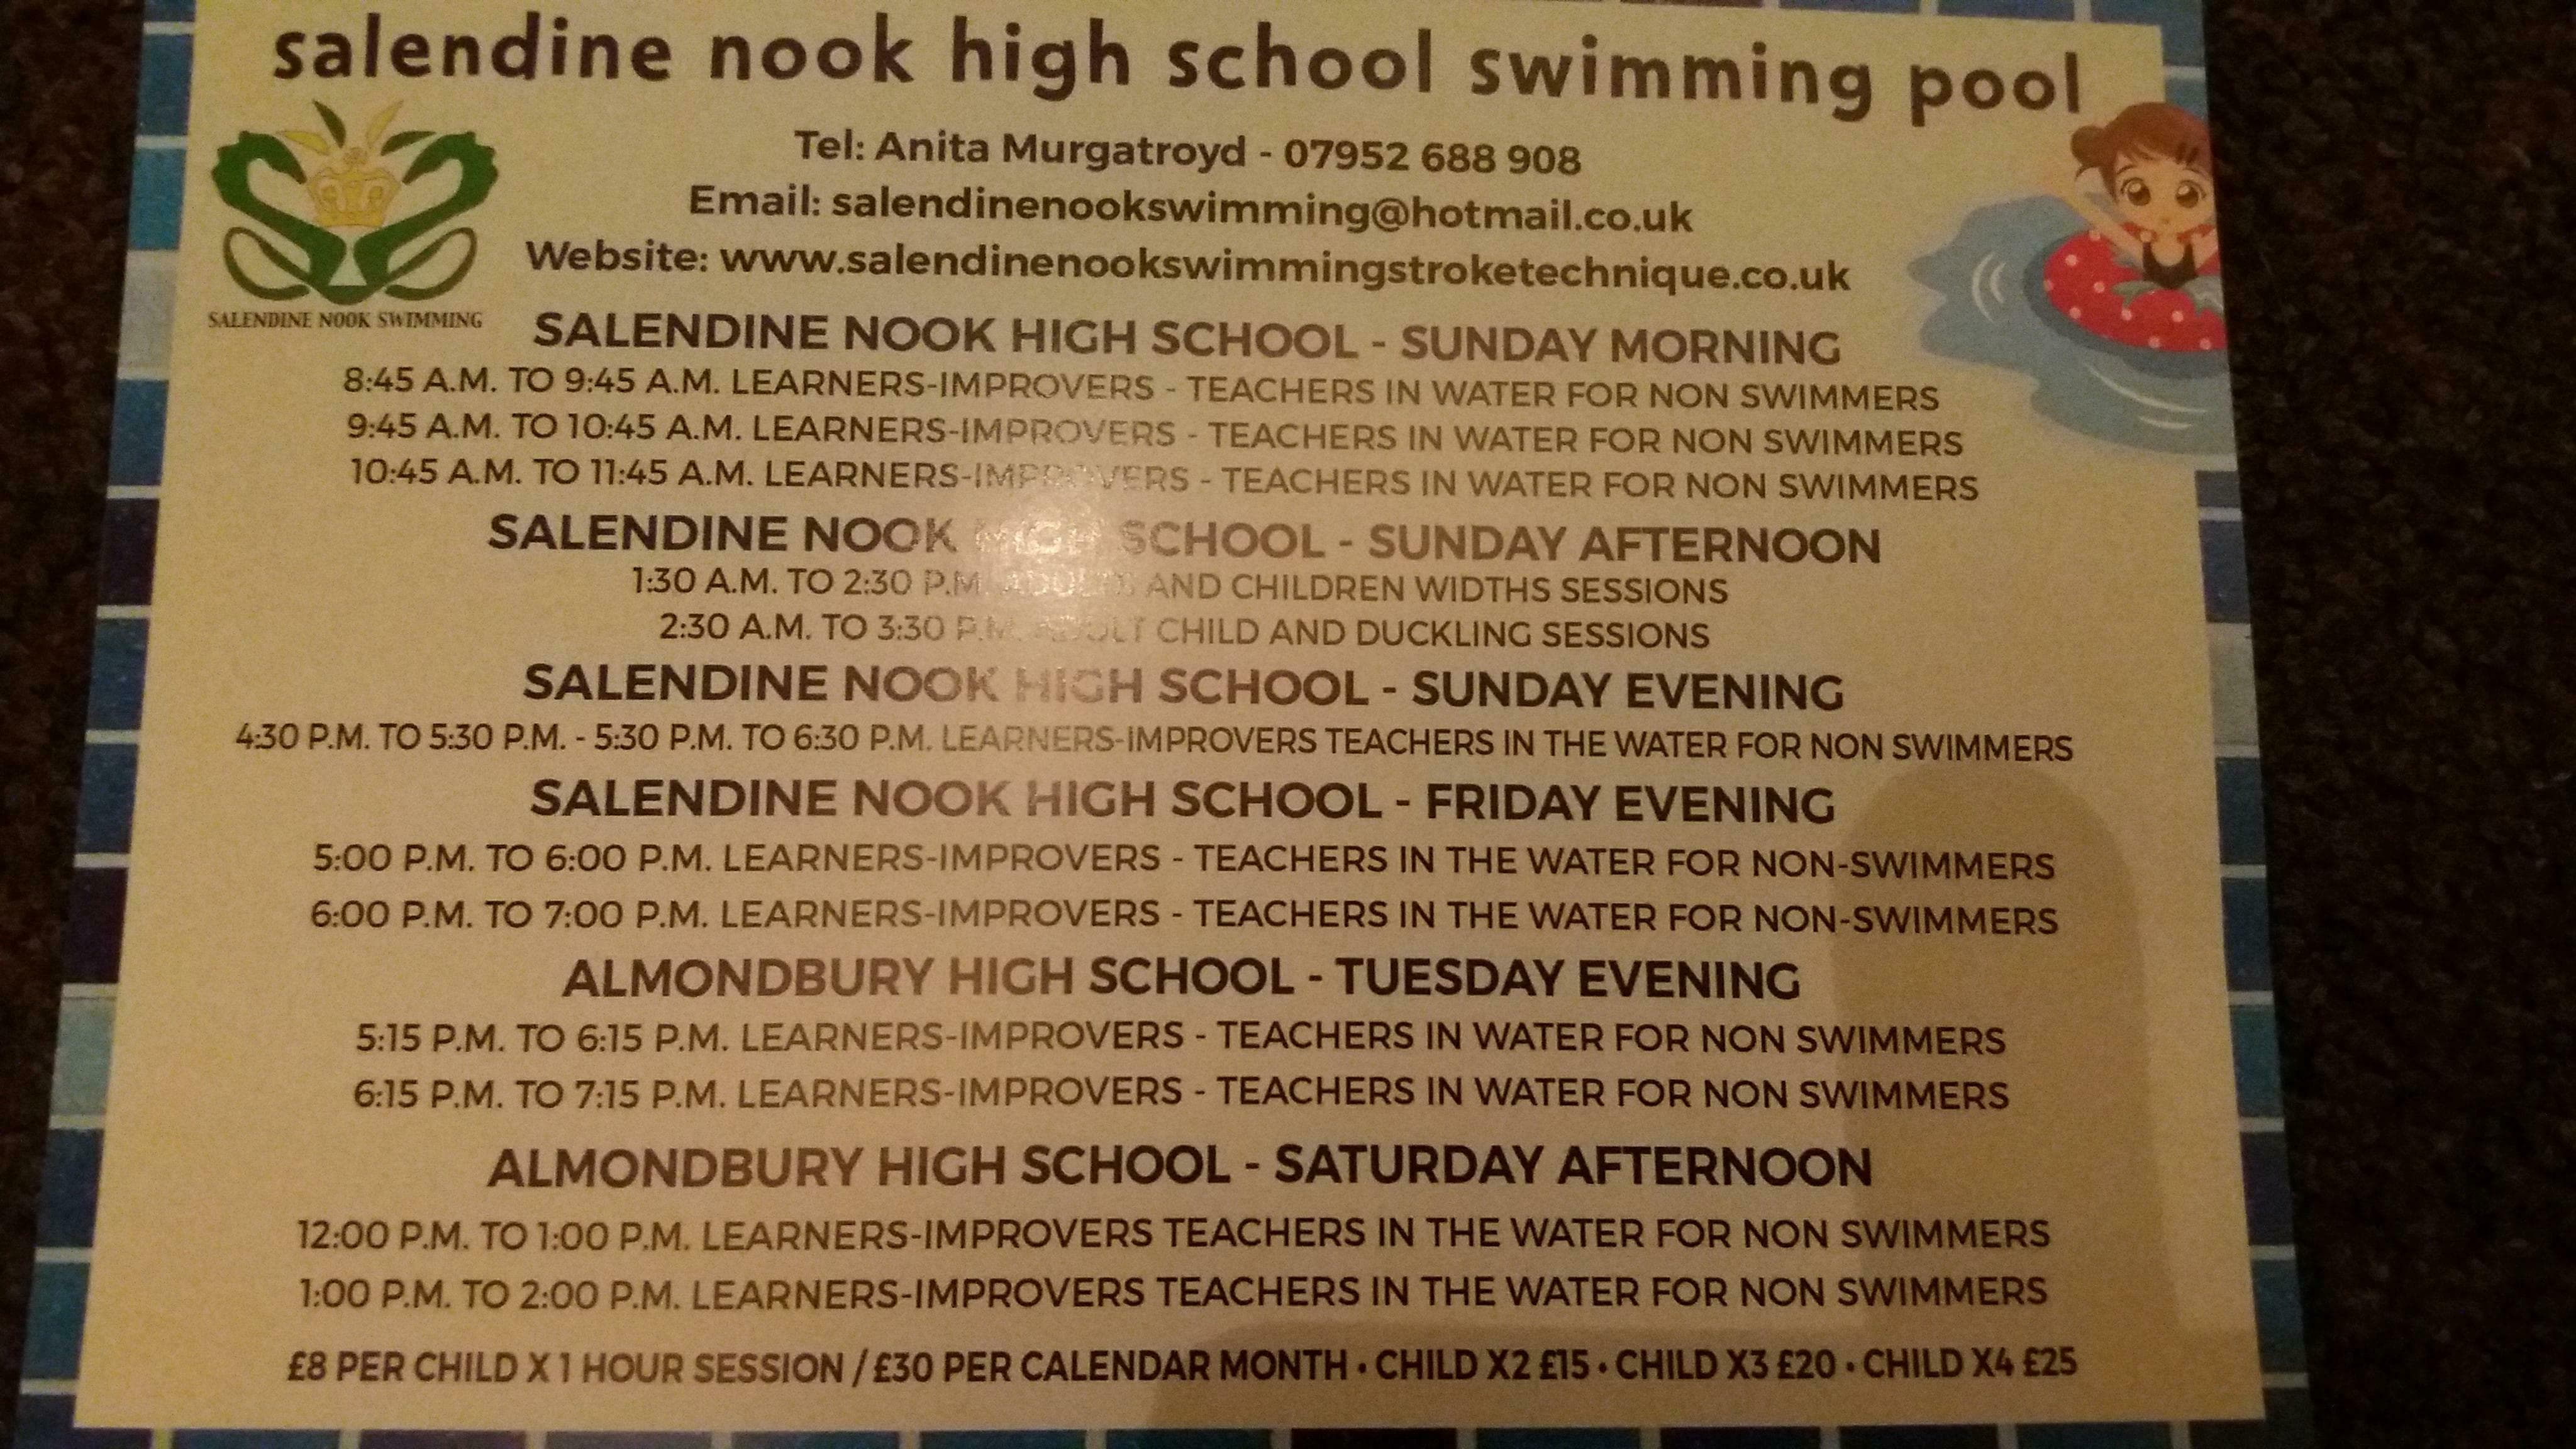 salendine nook high school swimming pool
Tel: Anita Murgatroyd - 07952 688 908
Email: salendinenookswimming@hotmail.co.uk
Website: www.salendinenookswimmingstroketechnique.co.uk
SALENDINE NOOK SWIMMING
SALENDINE NOOK HIGH SCHOOL - SUNDAY MORNING
8:45 A.M. TO 9:45 A.M. LEARNERS-IMPROVERS - TEACHERS IN WATER FOR NON SWIMMERS
9:45 A.M. TO 10:45 A.M. LEARNERS-IMPROVERS - TEACHERS IN WATER FOR NON SWIMMERS
10:45 A.M. TO 11:45 A.M. LEARNERS-IMPROVERS - TEACHERS IN WATER FOR NON SWIMMERS
SALENDINE NOOK HIGH SCHOOL - SUNDAY AFTERNOON
1:30 A.M. TO 2:30 P.M. AND CHILDREN WIDTHS SESSIONS
2:30 A.M. TO 3:30 P.M. ADULT CHILD AND DUCKLING SESSIONS
SALENDINE NOOK HIGH SCHOOL - SUNDAY EVENING
4:30 P.M. TO 5:30 P.M. - 5:30 P.M. TO 6:30 P.M. LEARNERS-IMPROVERS TEACHERS IN THE WATER FOR NON SWIMMERS
SALENDINE NOOK HIGH SCHOOL - FRIDAY EVENING
5:00 P.M. TO 6:00 P.M. LEARNERS-IMPROVERS - TEACHERS IN THE WATER FOR NON-SWIMMERS
6:00 P.M. TO 7:00 P.M. LEARNERS-IMPROVERS - TEACHERS IN THE WATER FOR NON-SWIMMERS
ALMONDBURY HIGH SCHOOL - TUESDAY EVENING
5:15 P.M. TO 6:15 P.M. LEARNERS-IMPROVERS - TEACHERS IN WATER FOR NON SWIMMERS
6:15 P.M. TO 7:15 P.M. LEARNERS-IMPROVERS - TEACHERS IN WATER FOR NON SWIMMERS
ALMONDBURY HIGH SCHOOL - SATURDAY AFTERNOON
12:00 P.M. TO 1:00 P.M. LEARNERS-IMPROVERS TEACHERS IN THE WATER FOR NON SWIMMERS
1:00 P.M. TO 2:00 P.M. LEARNERS-IMPROVERS TEACHERS IN THE WATER FOR NON SWIMMERS
£8 PER CHILD X 1 HOUR SESSION / £30 PER CALENDAR MONTH • CHILD X2 £15 • CHILD X3 £20 • CHILD X4 £25